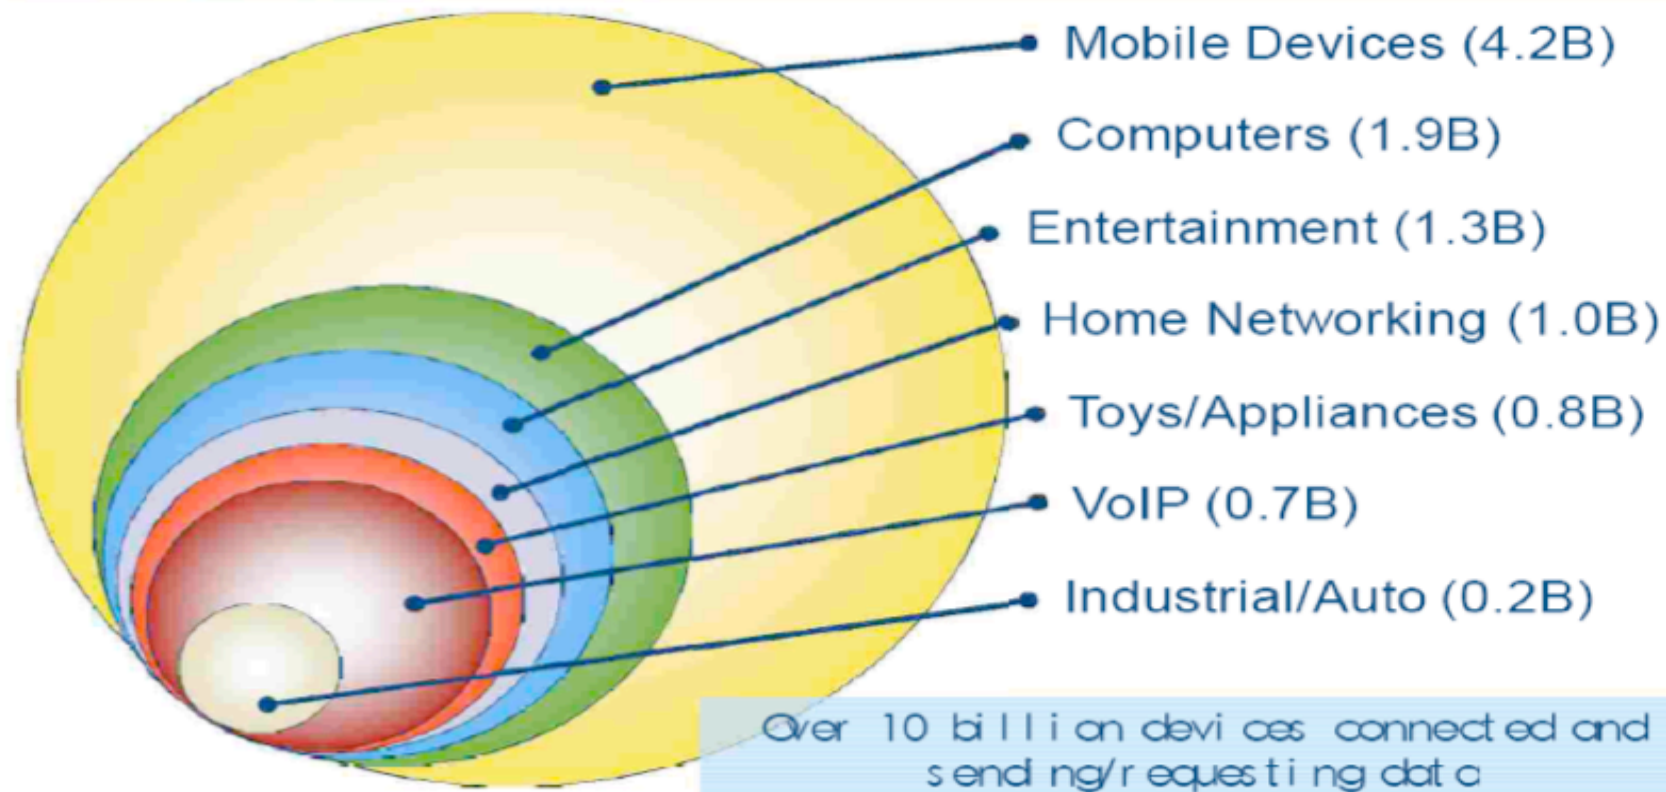 Mobile Devices (4.2B)
Computers (1.9B)
Entertainment (1.3B)
Home Networking (1.0B)
Toys/Appliances (0.8B)
VoIP (0.7B)
Industrial/Auto (0.2B)
Over 10 billion devices connected and
sending/requesting data